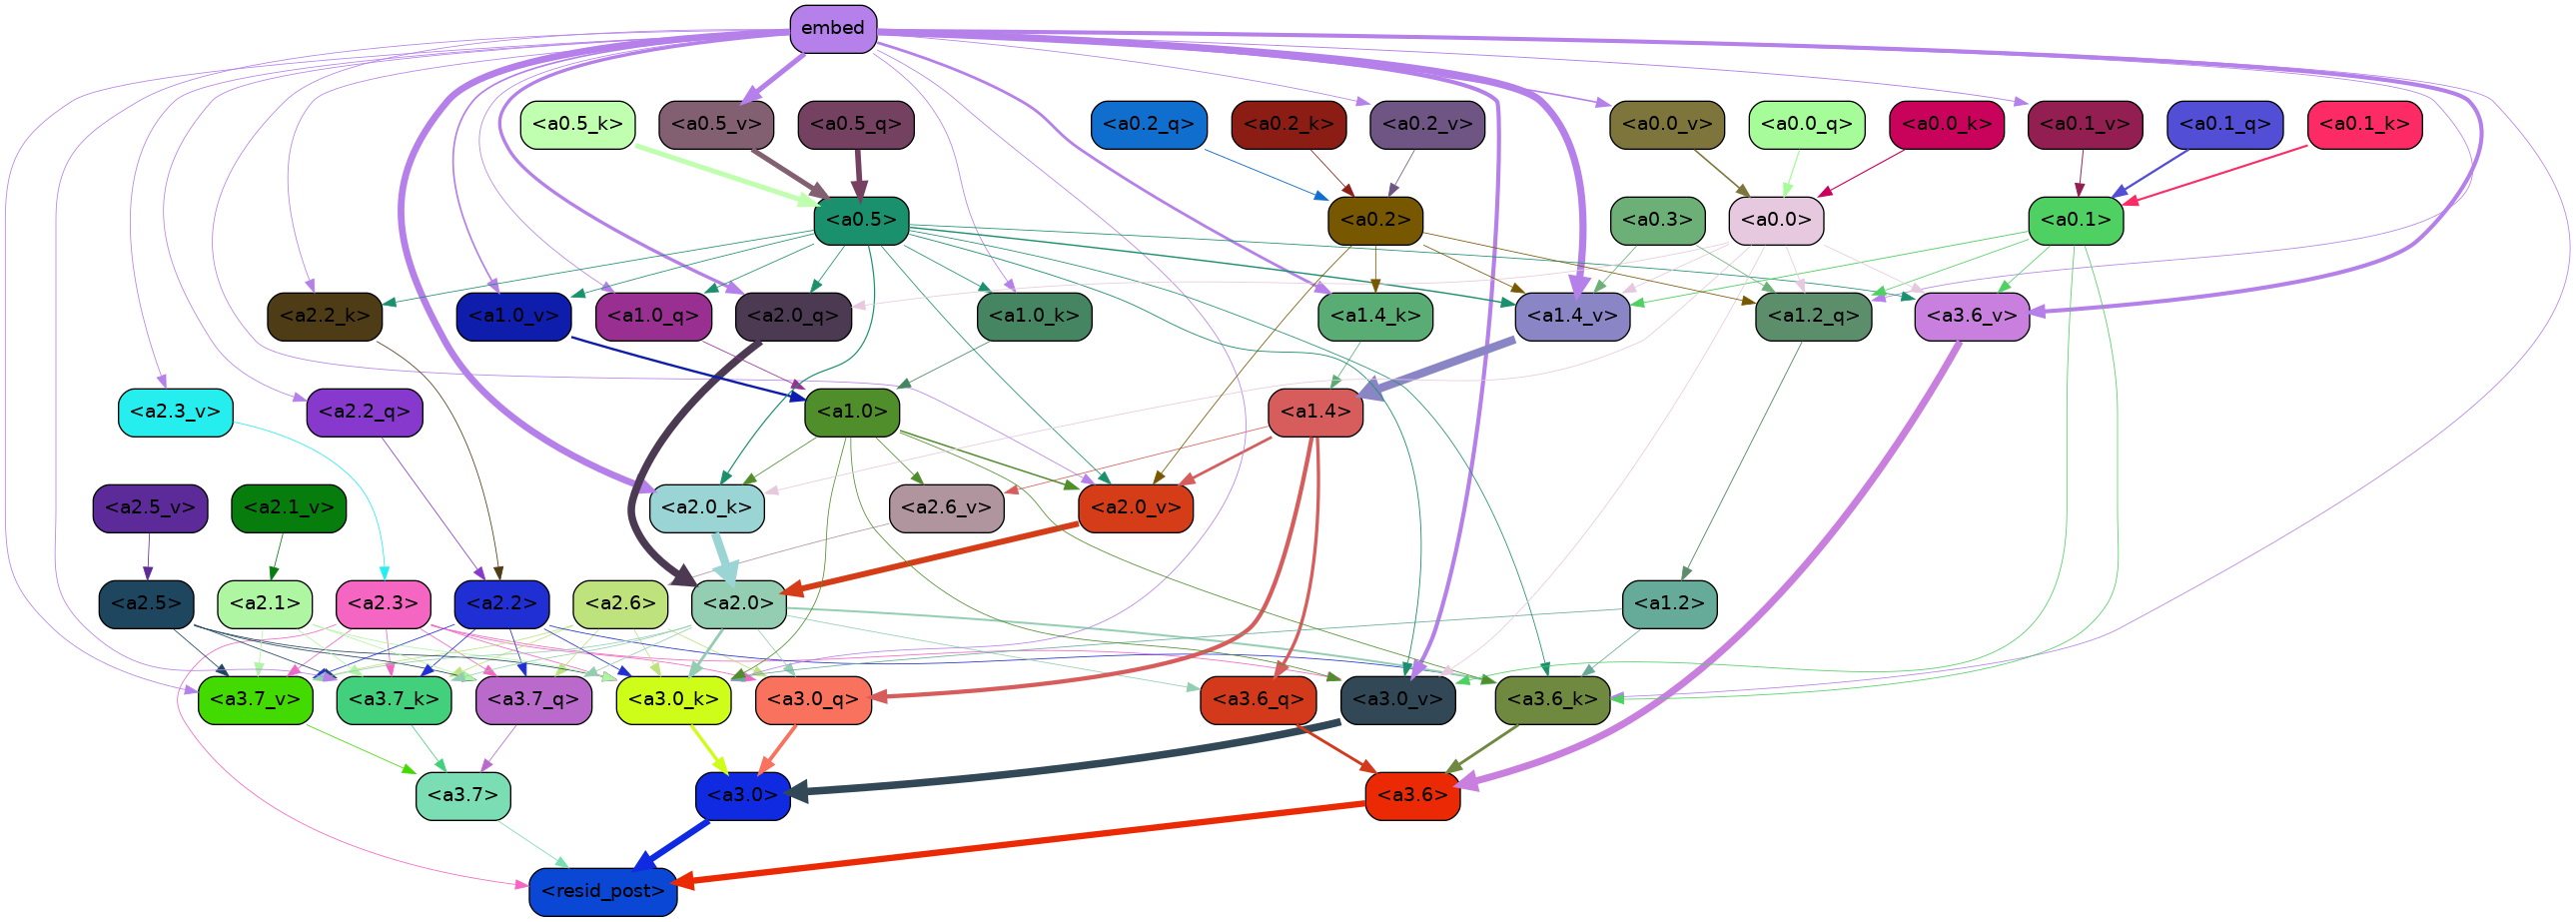 embed
<a0.5_k>
<a0.5_v>
<a0.5_q>
<a0.2_q>
<a0.2_k>
<a0.2_v>
<a0.0_v>
<a0.0_q>
<a0.0_k>
<a0.1_v>
<a0.1_q>
<a0.1_k>
<a0.5>
<a0.2>
<a0.3>
<a0.0>
<a0.1>
<a2.2_k>
<a1.0_v>
<a1.0_q>
<a2.0_q>
<a1.0_k>
<a1.4_k>
<a1.4_v>
<a1.2_q>
<a3.6_v>
<a2.3_v>
<a2.2_q>
<a1.0>
<a1.4>
<a2.5_v>
<a2.1_v>
<a2.0_k>
<a2.6_v>
<a2.0_v>
<a2.5>
<a2.1>
<a2.3>
<a2.2>
<a2.6>
<a2.0>
<a1.2>
<a3.7_v>
<a3.7_k>
<a3.7_q>
<a3.0_k>
<a3.0_q>
<a3.6_q>
<a3.0_v>
<a3.6_k>
<a3.7>
<a3.0>
<a3.6>
<resid_post>